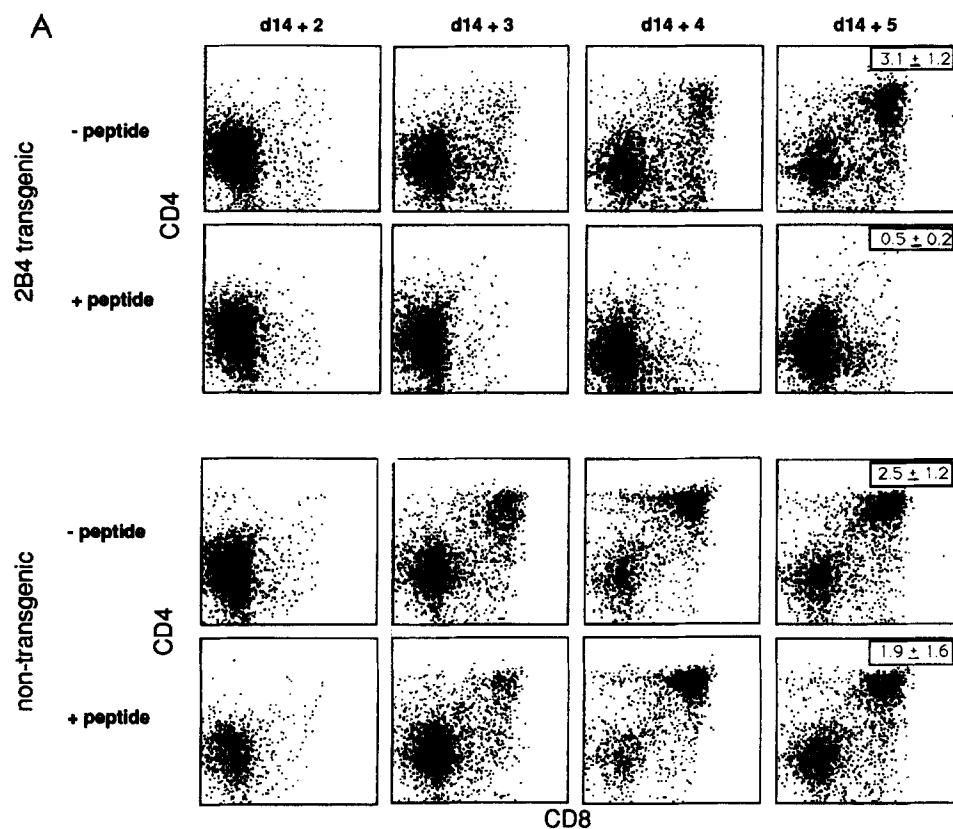 A
d14 + 2 d14 + 3 d14 + 4 d14 + 5
2B4 transgenic
- peptide
CD4
3.1 ± 1.2
+ peptide
0.5 ± 0.2
non-transgenic
- peptide
CD4
2.5 ± 1.2
+ peptide
1.9 ± 1.6
CD8